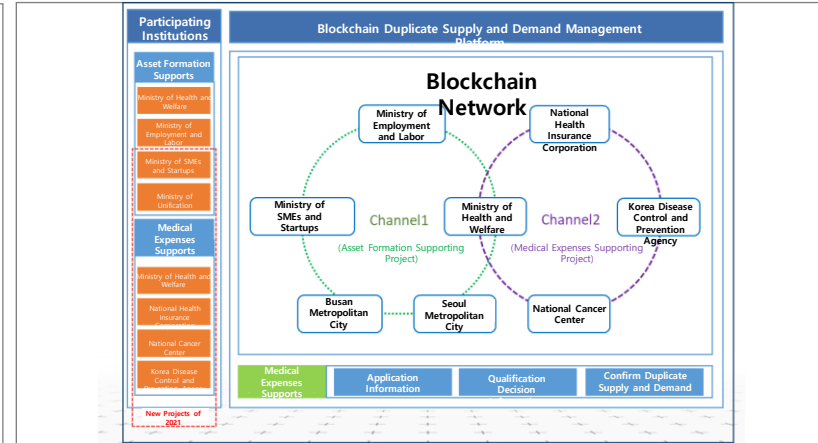 Participating
Institutions
Asset Formation
Supports
Ministry of Health and
Welfare
Ministry of
Employment and
Labor
Ministry of SMEs
and Startups
Ministry of
Unification
Medical
Expenses
Supports
Ministry of Health and
Welfare
National Health
Insurance
Corporation
National Cancer
Center
Korea Disease
Control and
New Projects of
2021
Blockchain Duplicate Supply and Demand Management
Platform
Blockchain
Network
Ministry of
Employment and
and Labor
National
Health
Insurance
Corporation
Ministry of
SMEs and
Startups
Channel1
(Asset Formation Supporting
Project)
Ministry of
Health and
Welfare
Channel2
(Medical Expenses Supporting
Project)
Korea Disease
Control and
Prevention
Agency
Busan
Metropolitan
City
Seoul
Metropolitan
City
National Cancer
Center
Medical
Expenses
Supports
Application
Information
Qualification
Decision
Confirm Duplicate
Supply and Demand